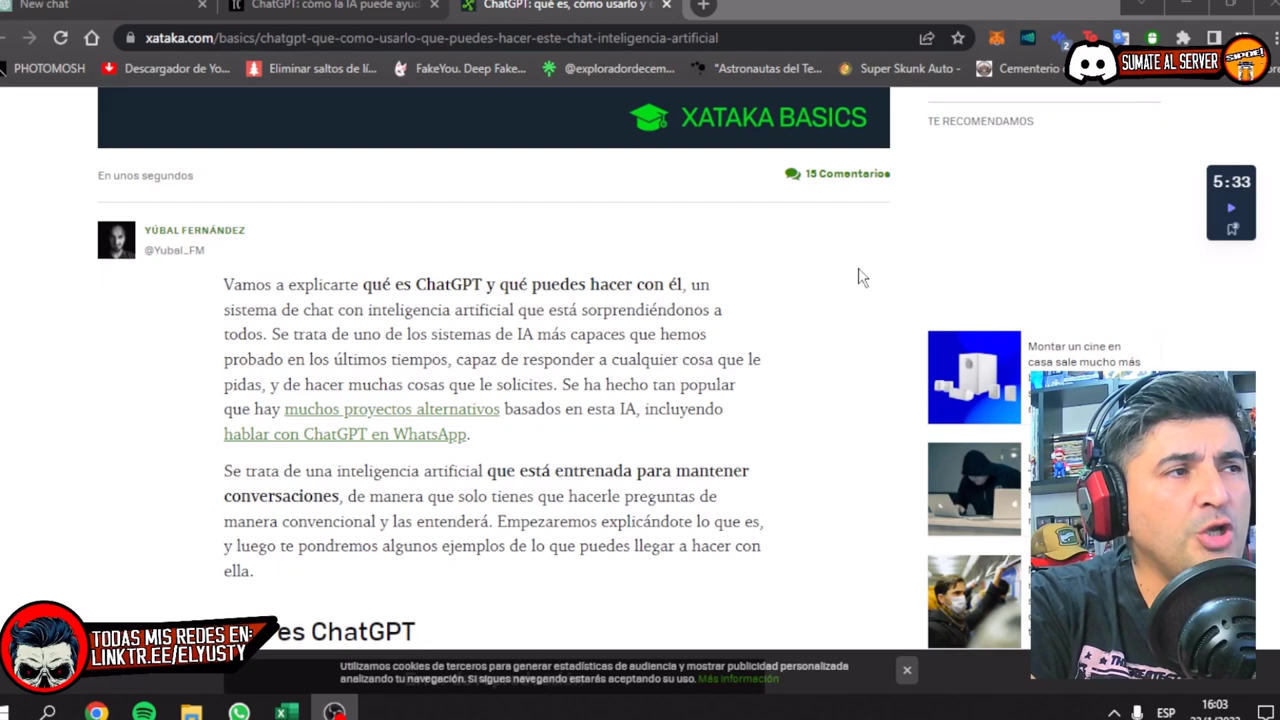 New chat
ChatGPT: cómo la IA puede ayud
ChatGPT: qué es, cómo usarlo y
xataka.com/basics/chatgpt-que-como-usarlo-que-puedes-hacer-este-chat-inteligencia-artificial
PHOTOMOSH
Descargador de Yo...
Eliminar saltos de lí...
FakeYou. Deep Fake...
@exploradordecem...
"Astronautas del Te...
Super Skunk Auto -
Cementerio
SUMATE AL SERVER
XATAKA BASICS
TE RECOMENDAMOS
En unos segundos
15 Comentarios
5:33
YÚBAL FERNÁNDEZ
@Yubal_FM
Vamos a explicarte qué es ChatGPT y qué puedes hacer con él, un
sistema de chat con inteligencia artificial que está sorprendiéndonos a
todos. Se trata de uno de los sistemas de IA más capaces que hemos
probado en los últimos tiempos, capaz de responder a cualquier cosa que le
pidas, y de hacer muchas cosas que le solicites. Se ha hecho tan popular
que hay muchos proyectos alternativos basados en esta IA, incluyendo
hablar con ChatGPT en WhatsApp.
Montar un cine en
casa sale mucho más
Se trata de una inteligencia artificial que está entrenada para mantener
conversaciones, de manera que solo tienes que hacerle preguntas de
manera convencional y las entenderá. Empezaremos explicándote lo que es,
y luego te pondremos algunos ejemplos de lo que puedes llegar a hacer con
ella.
es ChatGPT
TODAS MIS REDES EN:
LINKTR.EE/ELYUSTY
Utilizamos cookies de terceros para generar estadísticas de audiencia y mostrar publicidad personalizada
analizando tu navegación. Si sigues navegando estarás aceptando su uso. Más información
ESP
16:03